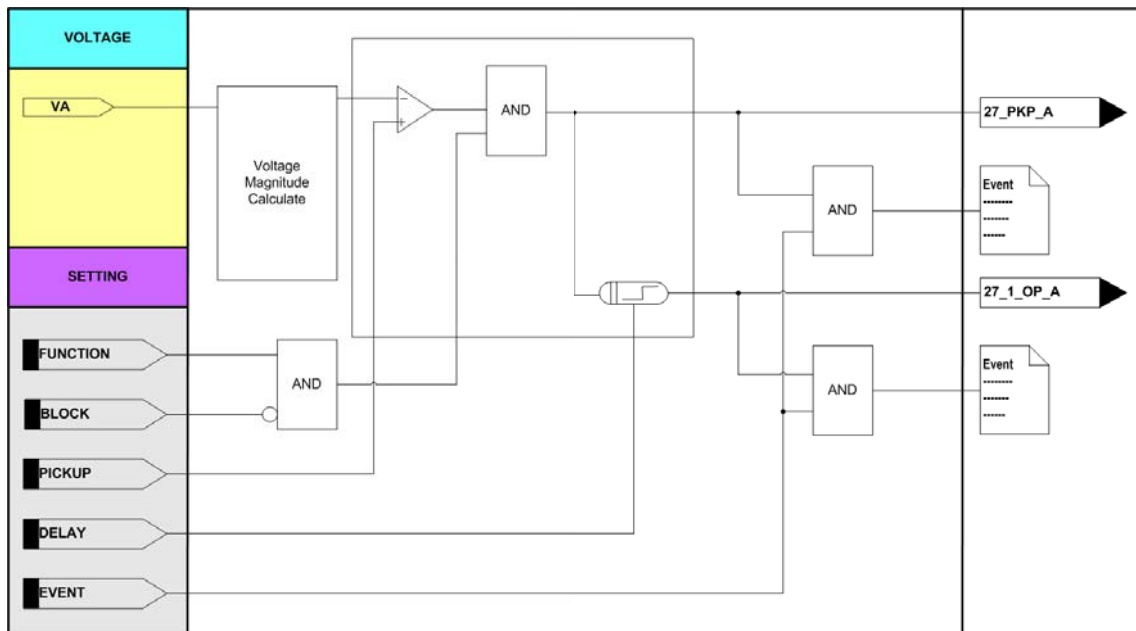 VOLTAGE
VA
Voltage
Magnitude
Calculate
AND
27_PKP_A
AND
Event
SETTING
27_1_OP_A
FUNCTION
AND
BLOCK
AND
Event
PICKUP
DELAY
EVENT